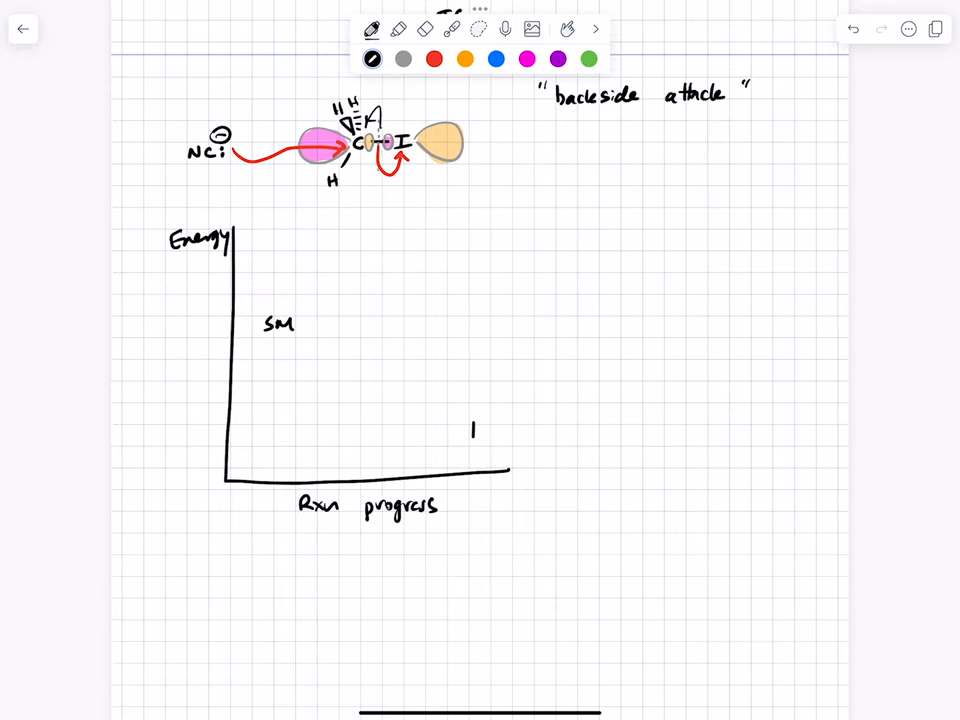 "backside attack"
H H
NC: ⊖ C — I
H
Energy
SM
Rxn progress